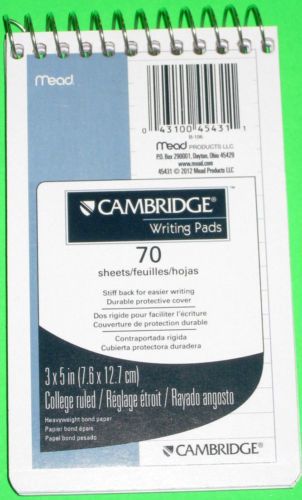 Mead
0 43100 45431 1
B-106
mead PRODUCTS LLC
P.O. Box 290001, Dayton, Ohio 45429
www.mead.com
45431 © 2012 Mead Products LLC
CAMBRIDGE®
Writing Pads
70
sheets/feuilles/hojas
Stiff back for easier writing
Durable protective cover
Dos rigide pour faciliter l'écriture
Couverture de protection durable
Contraportada rígida
Cubierta protectora duradera
3 x 5 in (7.6 x 12.7 cm)
College ruled / Réglage étroit / Rayado angosto
Heavyweight bond paper
Papier bond épais
Papel bond pesado
CAMBRIDGE®